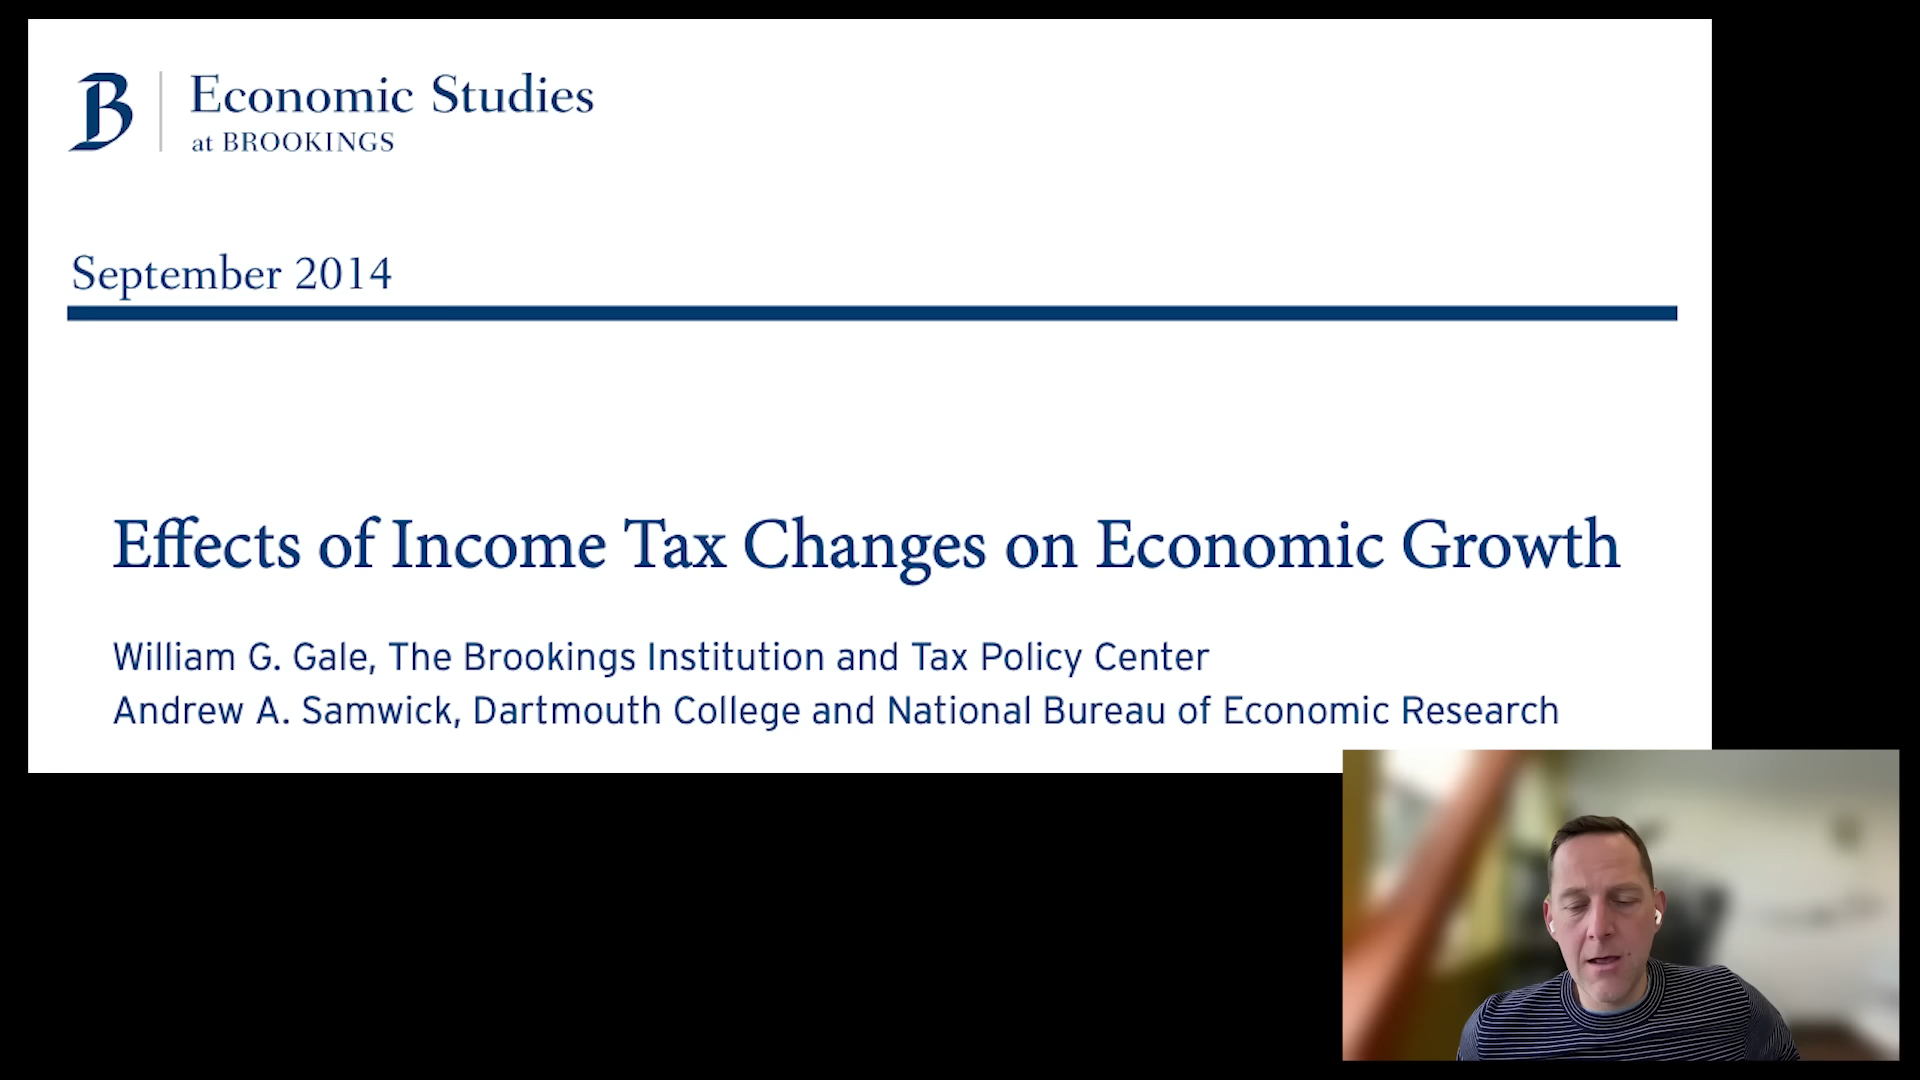 B
Economic Studies
at BROOKINGS
September 2014
Effects of Income Tax Changes on Economic Growth
William G. Gale, The Brookings Institution and Tax Policy Center
Andrew A. Samwick, Dartmouth College and National Bureau of Economic Research